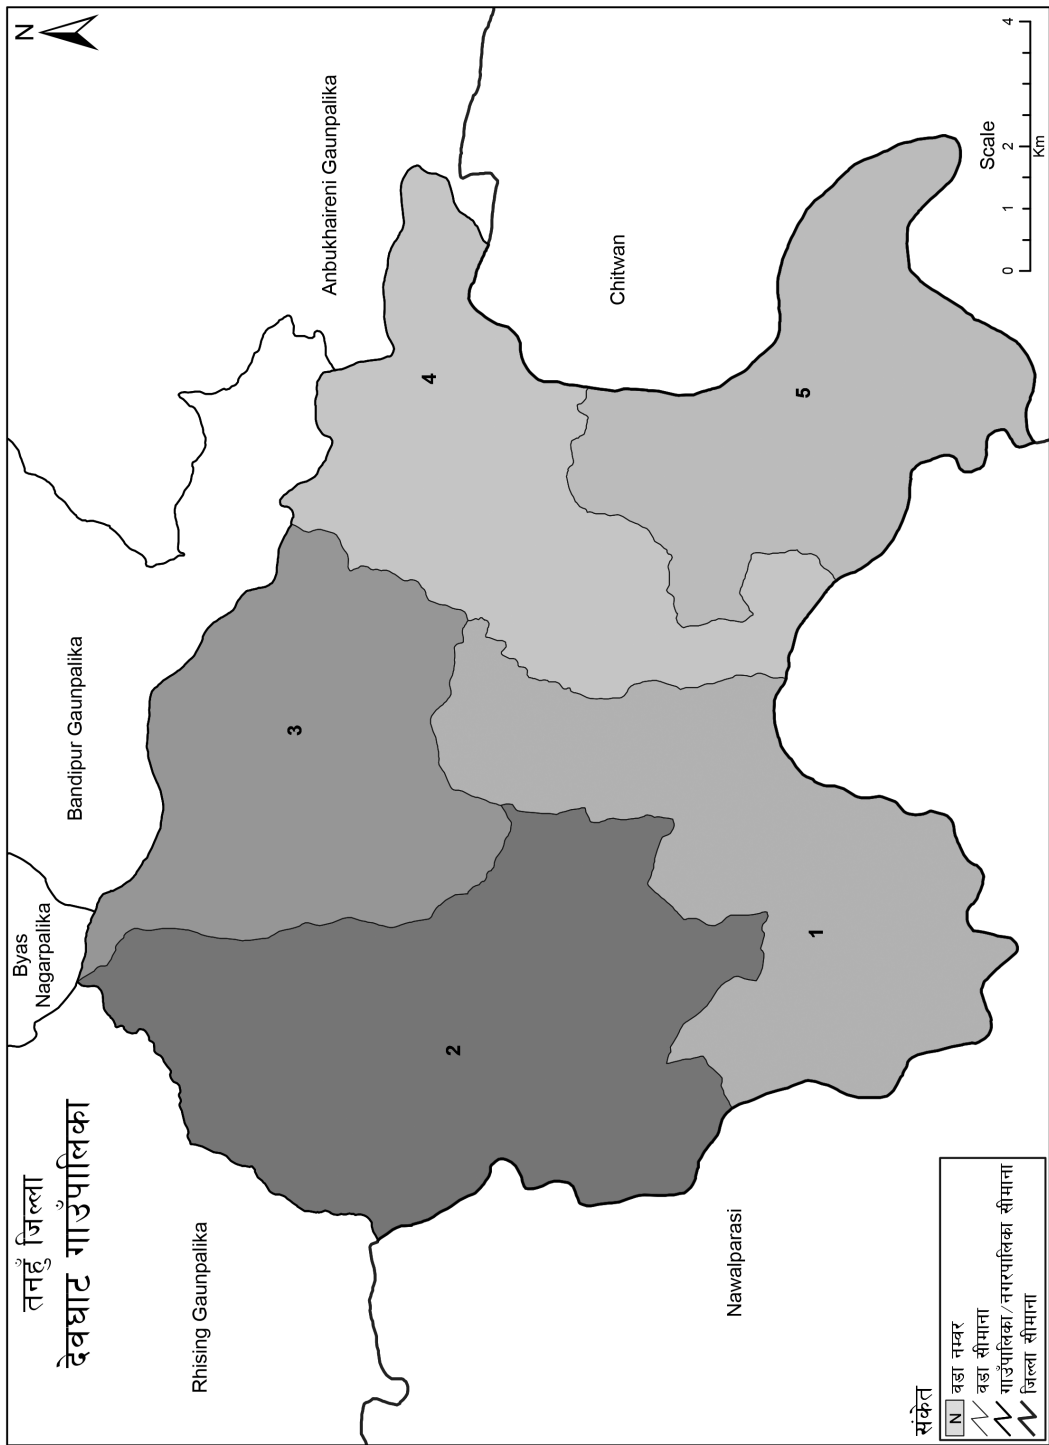 तनहुँ जिल्ला
देवघाट गाउँपालिका
N
Byas
Nagarpalika
Bandipur Gaunpalika
Anbukhaireni Gaunpalika
Rhising Gaunpalika
Chitwan
Nawalparasi
3
4
2
5
1
संकेत
N वडा नम्बर
वडा सीमाना
गाउँपालिका/नगरपालिका सीमाना
जिल्ला सीमाना
Scale
0 1 2 4
Km